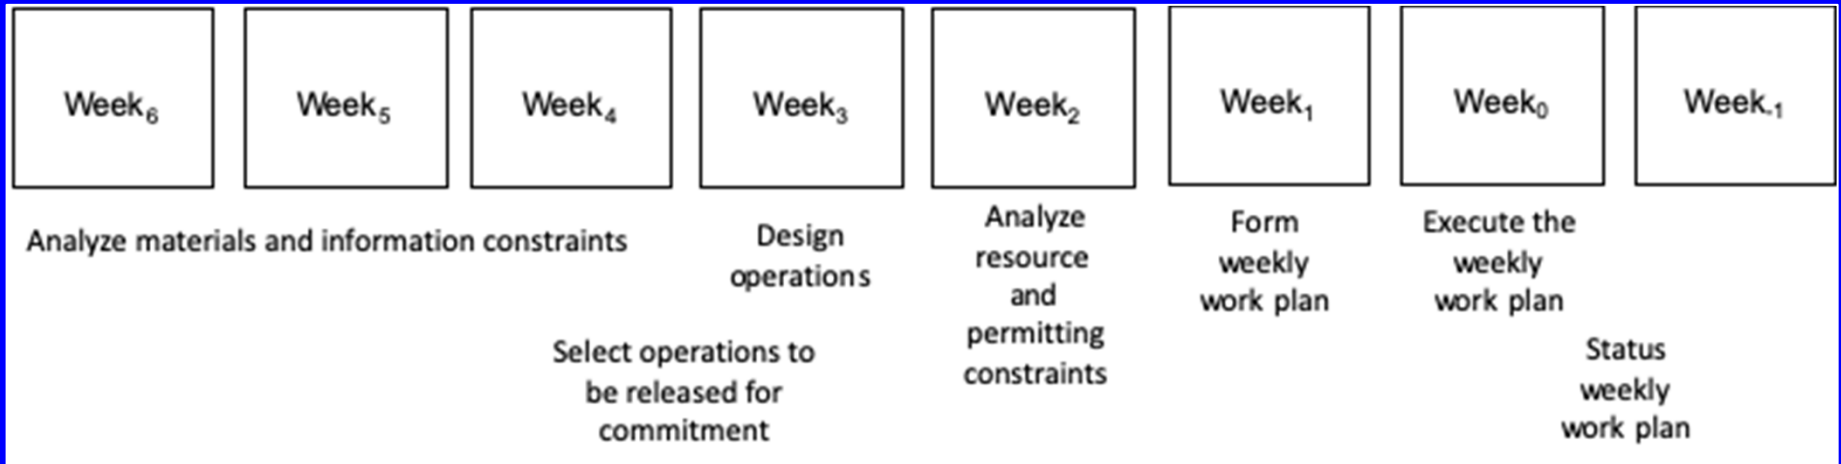 Week₆
Week₅
Week₄
Week₃
Week₂
Week₁
Week₀
Week₋₁
Analyze materials and information constraints
Design
operations
Analyze
resource
and
permitting
constraints
Form
weekly
work plan
Execute the
weekly
work plan
Select operations to
be released for
commitment
Status
weekly
work plan